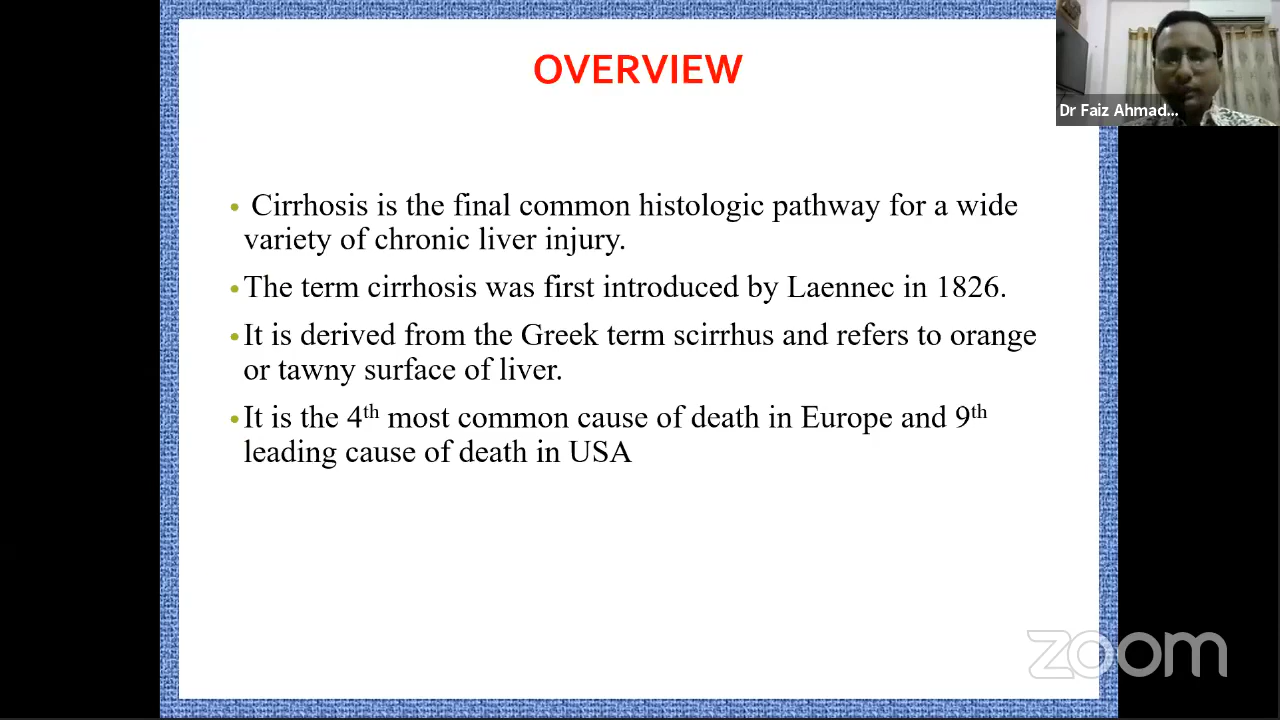 OVERVIEW
Dr Faiz Ahmad...
• Cirrhosis is the final common histologic pathway for a wide
variety of chronic liver injury.
• The term cirrhosis was first introduced by Laennec in 1826.
• It is derived from the Greek term scirrhus and refers to orange
or tawny surface of liver.
• It is the 4th most common cause of death in Europe and 9th
leading cause of death in USA
zoom